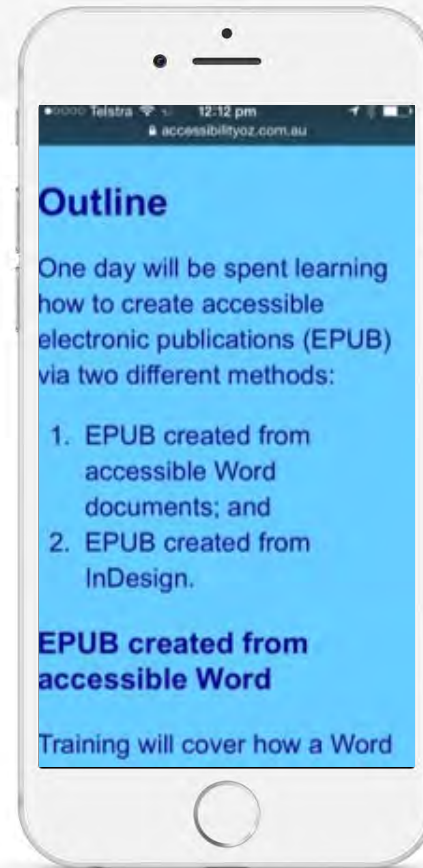 Telstra 12:12 pm
accessibilityoz.com.au
Outline
One day will be spent learning
how to create accessible
electronic publications (EPUB)
via two different methods:
1. EPUB created from
accessible Word
documents; and
2. EPUB created from
InDesign.
EPUB created from
accessible Word
Training will cover how a Word